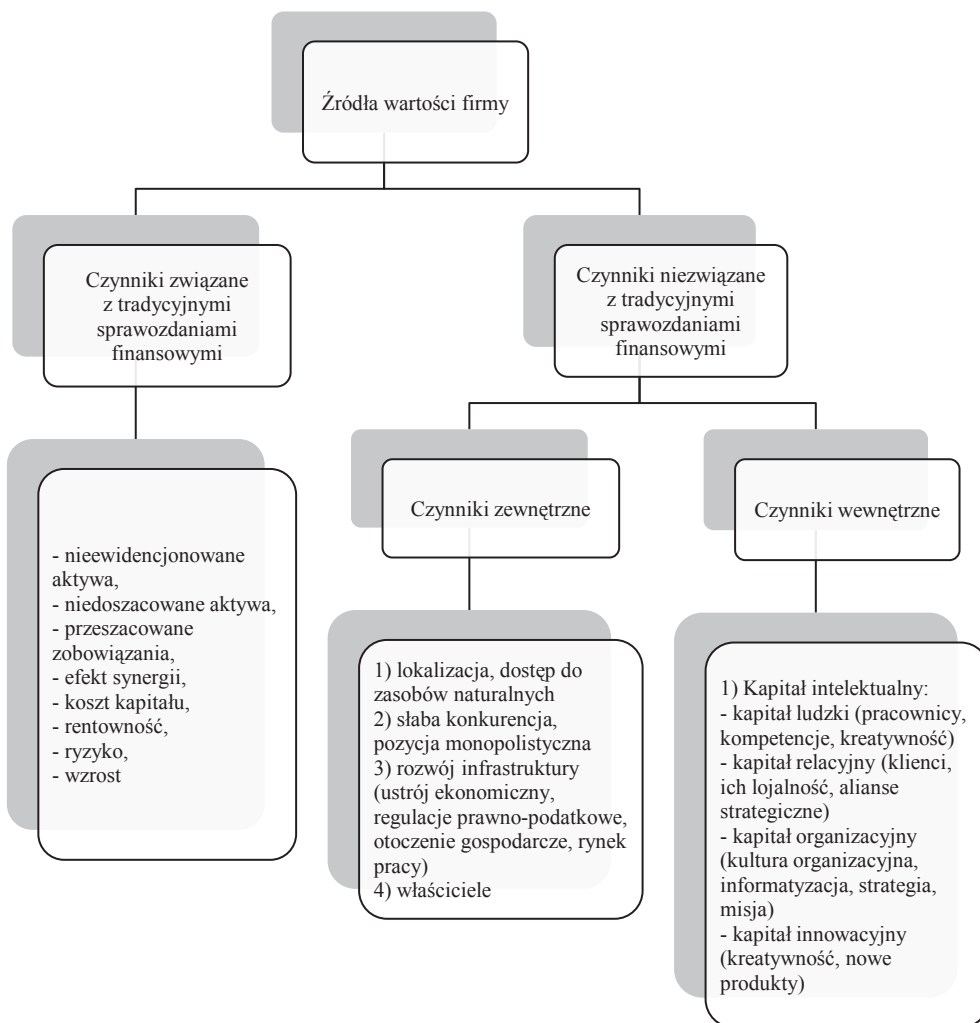 Źródła wartości firmy
Czynniki związane
z tradycyjnymi
sprawozdaniami
finansowymi
Czynniki niezwiązane
z tradycyjnymi
sprawozdaniami
finansowymi
- nieewidencjonowane
aktywa,
- niedoszacowane aktywa,
- przeszacowane
zobowiązania,
- efekt synergii,
- koszt kapitału,
- rentowność,
- ryzyko,
- wzrost
Czynniki zewnętrzne
1) lokalizacja, dostęp do
zasobów naturalnych
2) słaba konkurencja,
pozycja monopolistyczna
3) rozwój infrastruktury
(ustrój ekonomiczny,
regulacje prawno-podatkowe,
otoczenie gospodarcze, rynek
pracy)
4) właściciele
Czynniki wewnętrzne
1) Kapitał intelektualny:
- kapitał ludzki (pracownicy,
kompetencje, kreatywność)
- kapitał relacyjny (klienci,
ich lojalność, alianse
strategiczne)
- kapitał organizacyjny
(kultura organizacyjna,
informatyzacja, strategia,
misja)
- kapitał innowacyjny
(kreatywność, nowe
produkty)